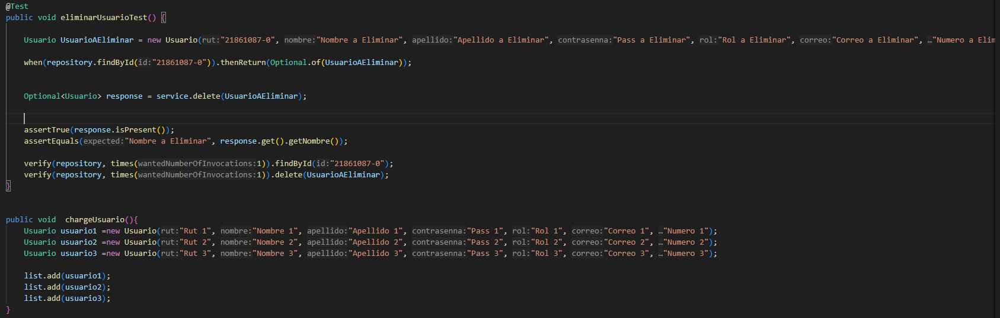 @Test
public void eliminarUsuarioTest() {
Usuario UsuarioAEliminar = new Usuario(rut:"21861087-0", nombre:"Nombre a Eliminar", apellido:"Apellido a Eliminar", contrasenna:"Pass a Eliminar", rol:"Rol a Eliminar", correo:"Correo a Eliminar", …"Numero a Elim
when(repository.findById(id:"21861087-0")).thenReturn(Optional.of(UsuarioAEliminar));
Optional<Usuario> response = service.delete(UsuarioAEliminar);
assertTrue(response.isPresent());
assertEquals(expected:"Nombre a Eliminar", response.get().getNombre());
verify(repository, times(wantedNumberOfInvocations:1)).findById(id:"21861087-0");
verify(repository, times(wantedNumberOfInvocations:1)).delete(UsuarioAEliminar);
}
public void  chargeUsuario(){
Usuario usuario1 =new Usuario(rut:"Rut 1", nombre:"Nombre 1", apellido:"Apellido 1", contrasenna:"Pass 1", rol:"Rol 1", correo:"Correo 1", …"Numero 1");
Usuario usuario2 =new Usuario(rut:"Rut 2", nombre:"Nombre 2", apellido:"Apellido 2", contrasenna:"Pass 2", rol:"Rol 2", correo:"Correo 2", …"Numero 2");
Usuario usuario3 =new Usuario(rut:"Rut 3", nombre:"Nombre 3", apellido:"Apellido 3", contrasenna:"Pass 3", rol:"Rol 3", correo:"Correo 3", …"Numero 3");
list.add(usuario1);
list.add(usuario2);
list.add(usuario3);
}